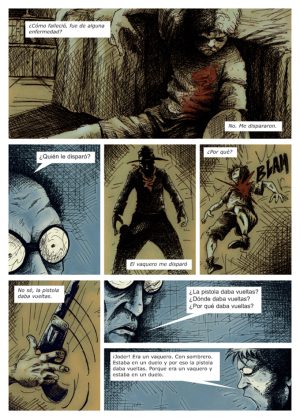 ¿Cómo falleció, fue de alguna
enfermedad?
No. Me dispararon.
¿Quién le disparó?
El vaquero me disparó
¿Por qué?
BLAM
No sé, la pistola
daba vueltas.
¿La pistola daba vueltas?
¿Dónde daba vueltas?
¿Por qué daba vueltas?
¡Joder! Era un vaquero. Con sombrero.
Estaba en un duelo y por eso la pistola
daba vueltas. Porque era un vaquero y
estaba en un duelo.